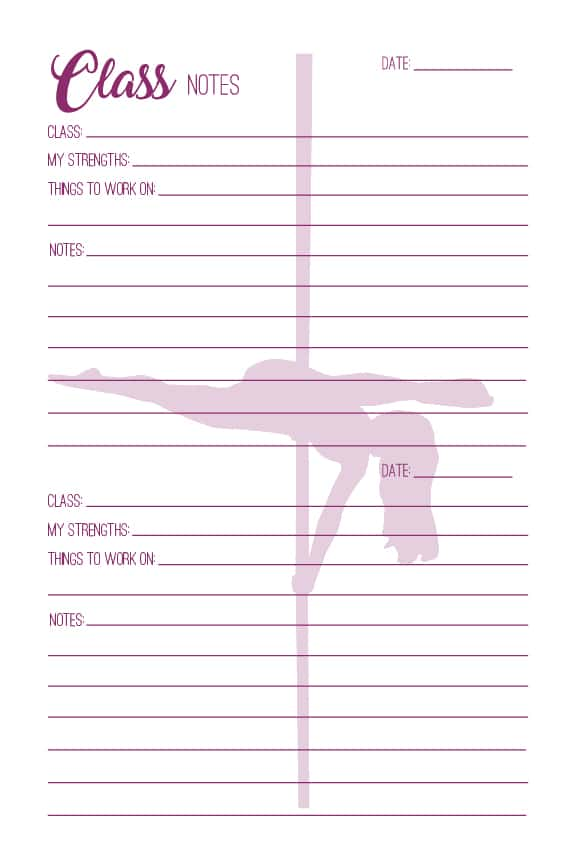 Class NOTES DATE:
CLASS:
MY STRENGTHS:
THINGS TO WORK ON:
NOTES:
DATE:
CLASS:
MY STRENGTHS:
THINGS TO WORK ON:
NOTES: